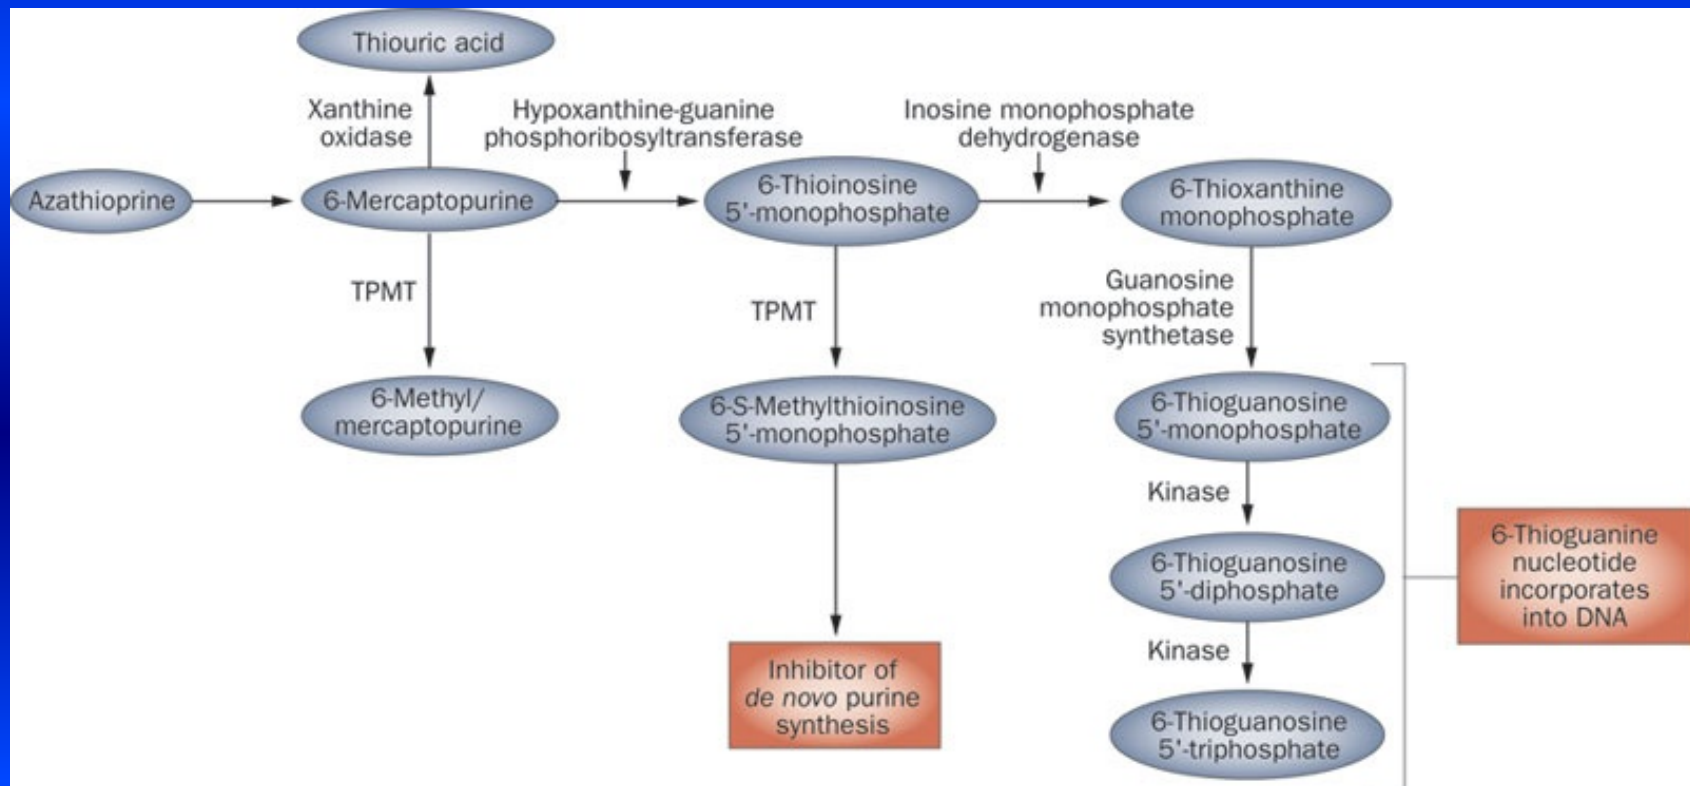 Thiouric acid
Xanthine
oxidase
Hypoxanthine-guanine
phosphoribosyltransferase
Inosine monophosphate
dehydrogenase
Azathioprine
6-Mercaptopurine
6-Thioinosine
5'-monophosphate
6-Thioxanthine
monophosphate
TPMT
TPMT
Guanosine
monophosphate
synthetase
6-Methyl/
mercaptopurine
6-S-Methylthioinosine
5'-monophosphate
6-Thioguanosine
5'-monophosphate
Kinase
6-Thioguanosine
5'-diphosphate
6-Thioguanine
nucleotide
incorporates
into DNA
Kinase
Inhibitor of
de novo purine
synthesis
6-Thioguanosine
5'-triphosphate